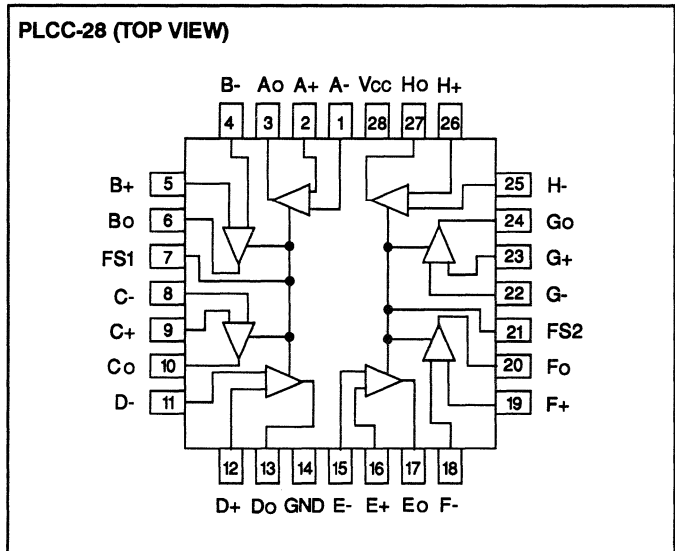 PLCC-28 (TOP VIEW)
B- Ao A+ A- Vcc Ho H+
4 3 2 1 28 27 26
B+ 5 25 H-
Bo 6 24 Go
FS1 7 23 G+
C- 8 22 G-
C+ 9 21 FS2
Co 10 20 Fo
D- 11 19 F+
12 13 14 15 16 17 18
D+ Do GND E- E+ Eo F-